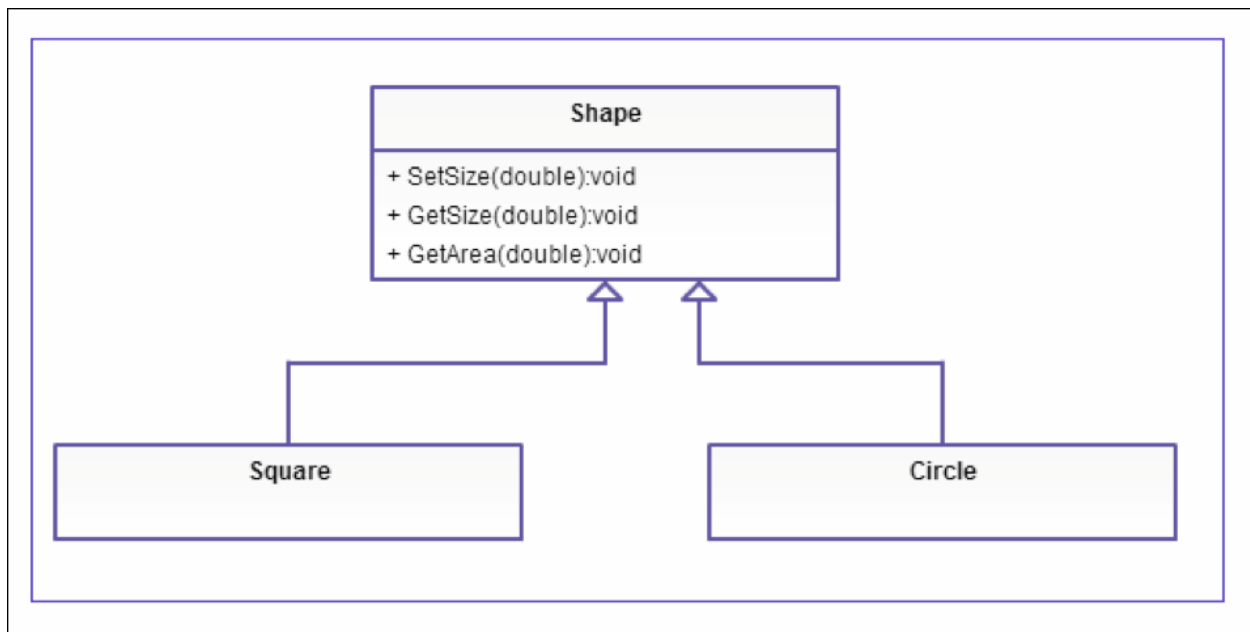 Shape
+ SetSize(double):void
+ GetSize(double):void
+ GetArea(double):void
Square
Circle